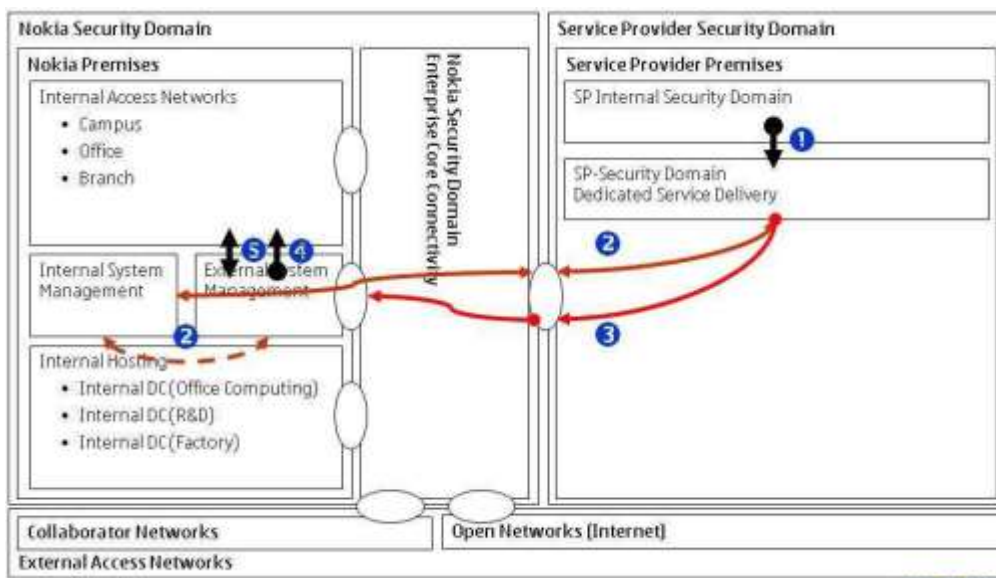 Nokia Security Domain
Nokia Premises
Internal Access Networks
• Campus
• Office
• Branch
5
4
Internal System
Management
External System
Management
2
Internal Hosting
• Internal DC(Office Computing)
• Internal DC(R&D)
• Internal DC(Factory)
Nokia Security Domain
Enterprise Core Connectivity
Service Provider Security Domain
Service Provider Premises
SP Internal Security Domain
1
SP-Security Domain
Dedicated Service Delivery
2
3
Collaborator Networks
Open Networks (Internet)
External Access Networks